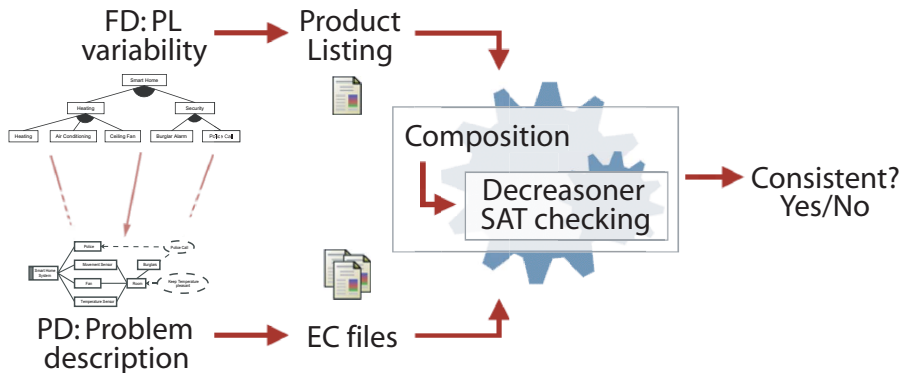 FD: PL
variability
Product
Listing
Smart Home
Heating
Security
Heating
Air Conditioning
Ceiling Fan
Burglar Alarm
Police Call
Composition
Decreasoner
SAT checking
Consistent?
Yes/No
Police
Police Call
Smart Home
System
Movement Sensor
Burglars
Fan
Room
Keep Temperature
pleasant
Temperature Sensor
PD: Problem
description
EC files